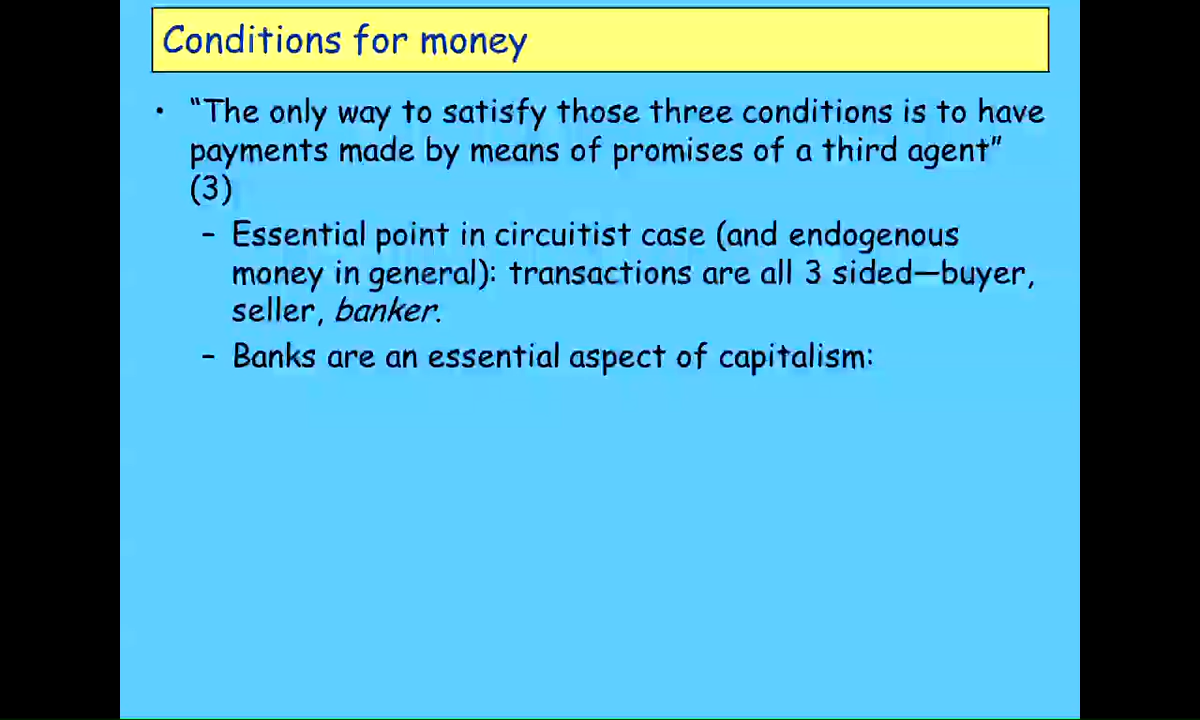 Conditions for money
• “The only way to satisfy those three conditions is to have
payments made by means of promises of a third agent”
(3)
– Essential point in circuitist case (and endogenous
money in general): transactions are all 3 sided—buyer,
seller, banker.
– Banks are an essential aspect of capitalism: